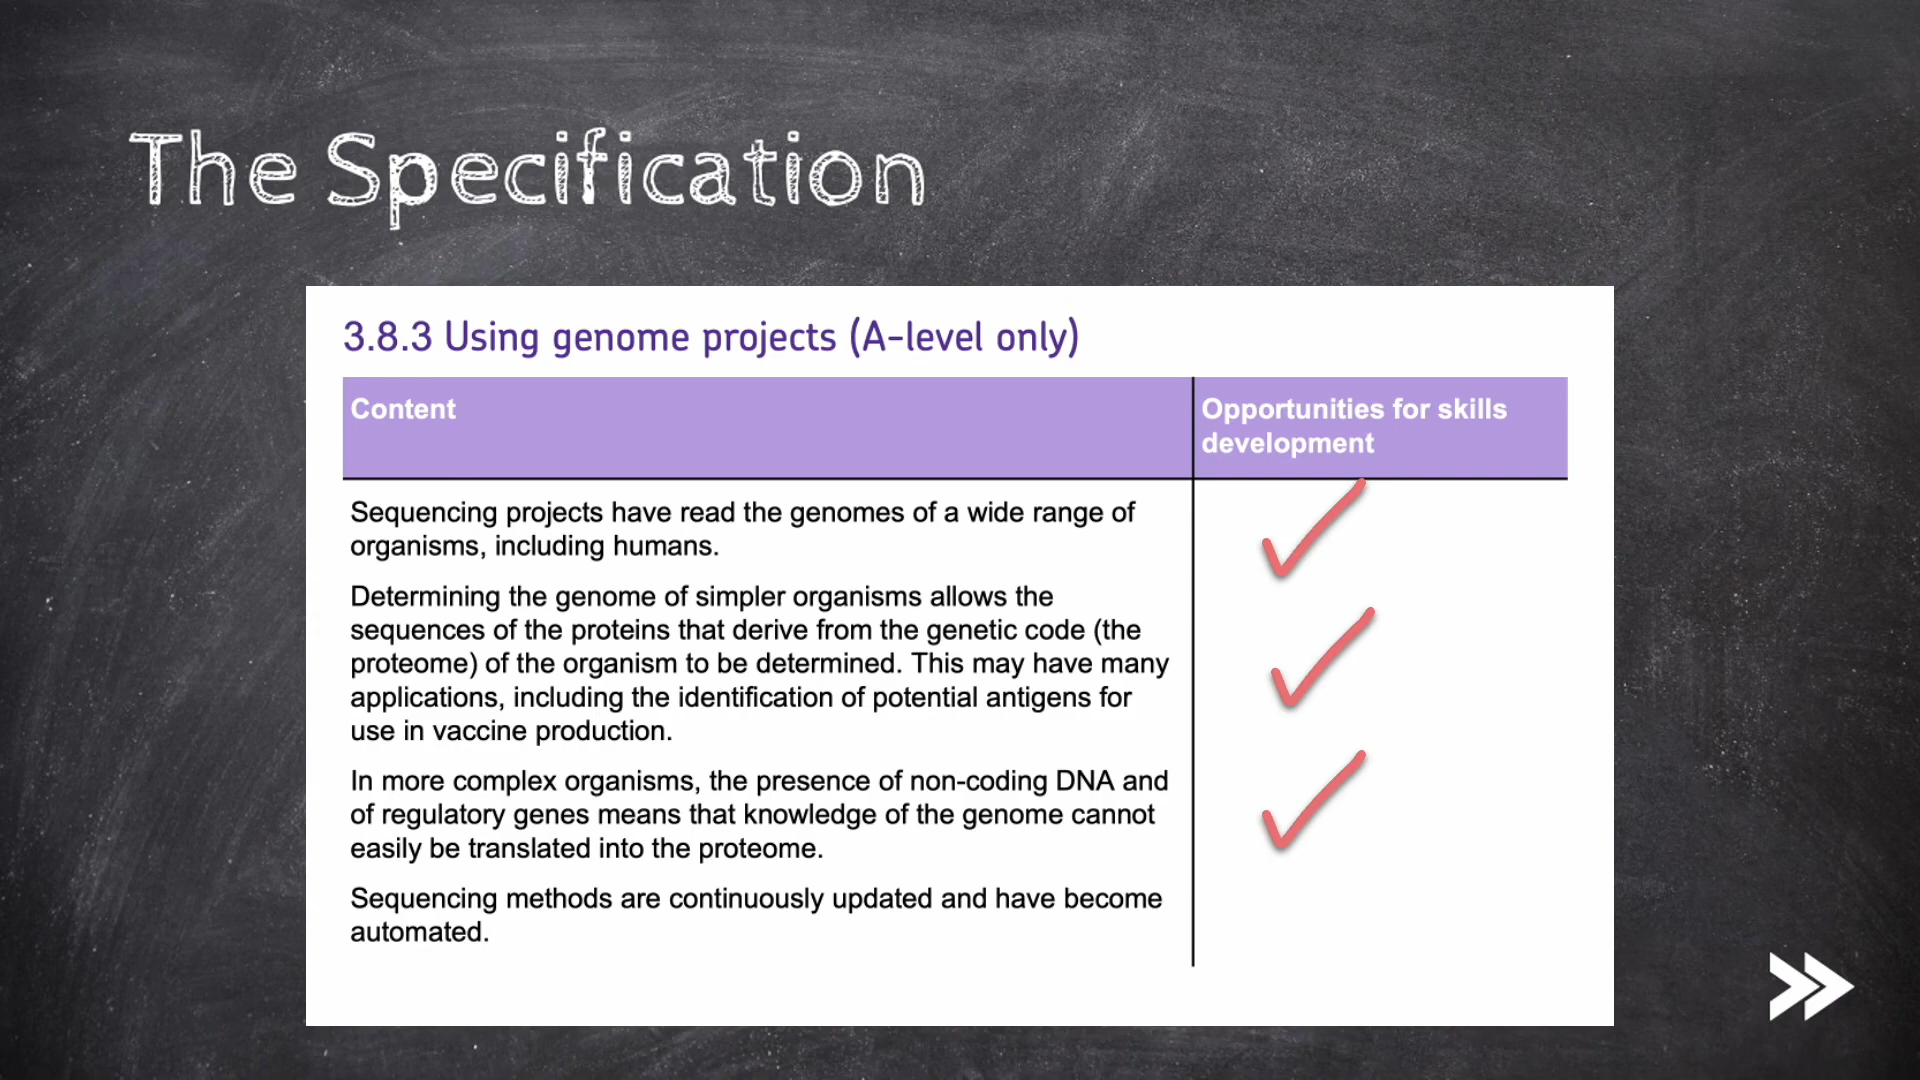 The Specification
3.8.3 Using genome projects (A-level only)
Content
Opportunities for skills
development
Sequencing projects have read the genomes of a wide range of
organisms, including humans.
Determining the genome of simpler organisms allows the
sequences of the proteins that derive from the genetic code (the
proteome) of the organism to be determined. This may have many
applications, including the identification of potential antigens for
use in vaccine production.
In more complex organisms, the presence of non-coding DNA and
of regulatory genes means that knowledge of the genome cannot
easily be translated into the proteome.
Sequencing methods are continuously updated and have become
automated.